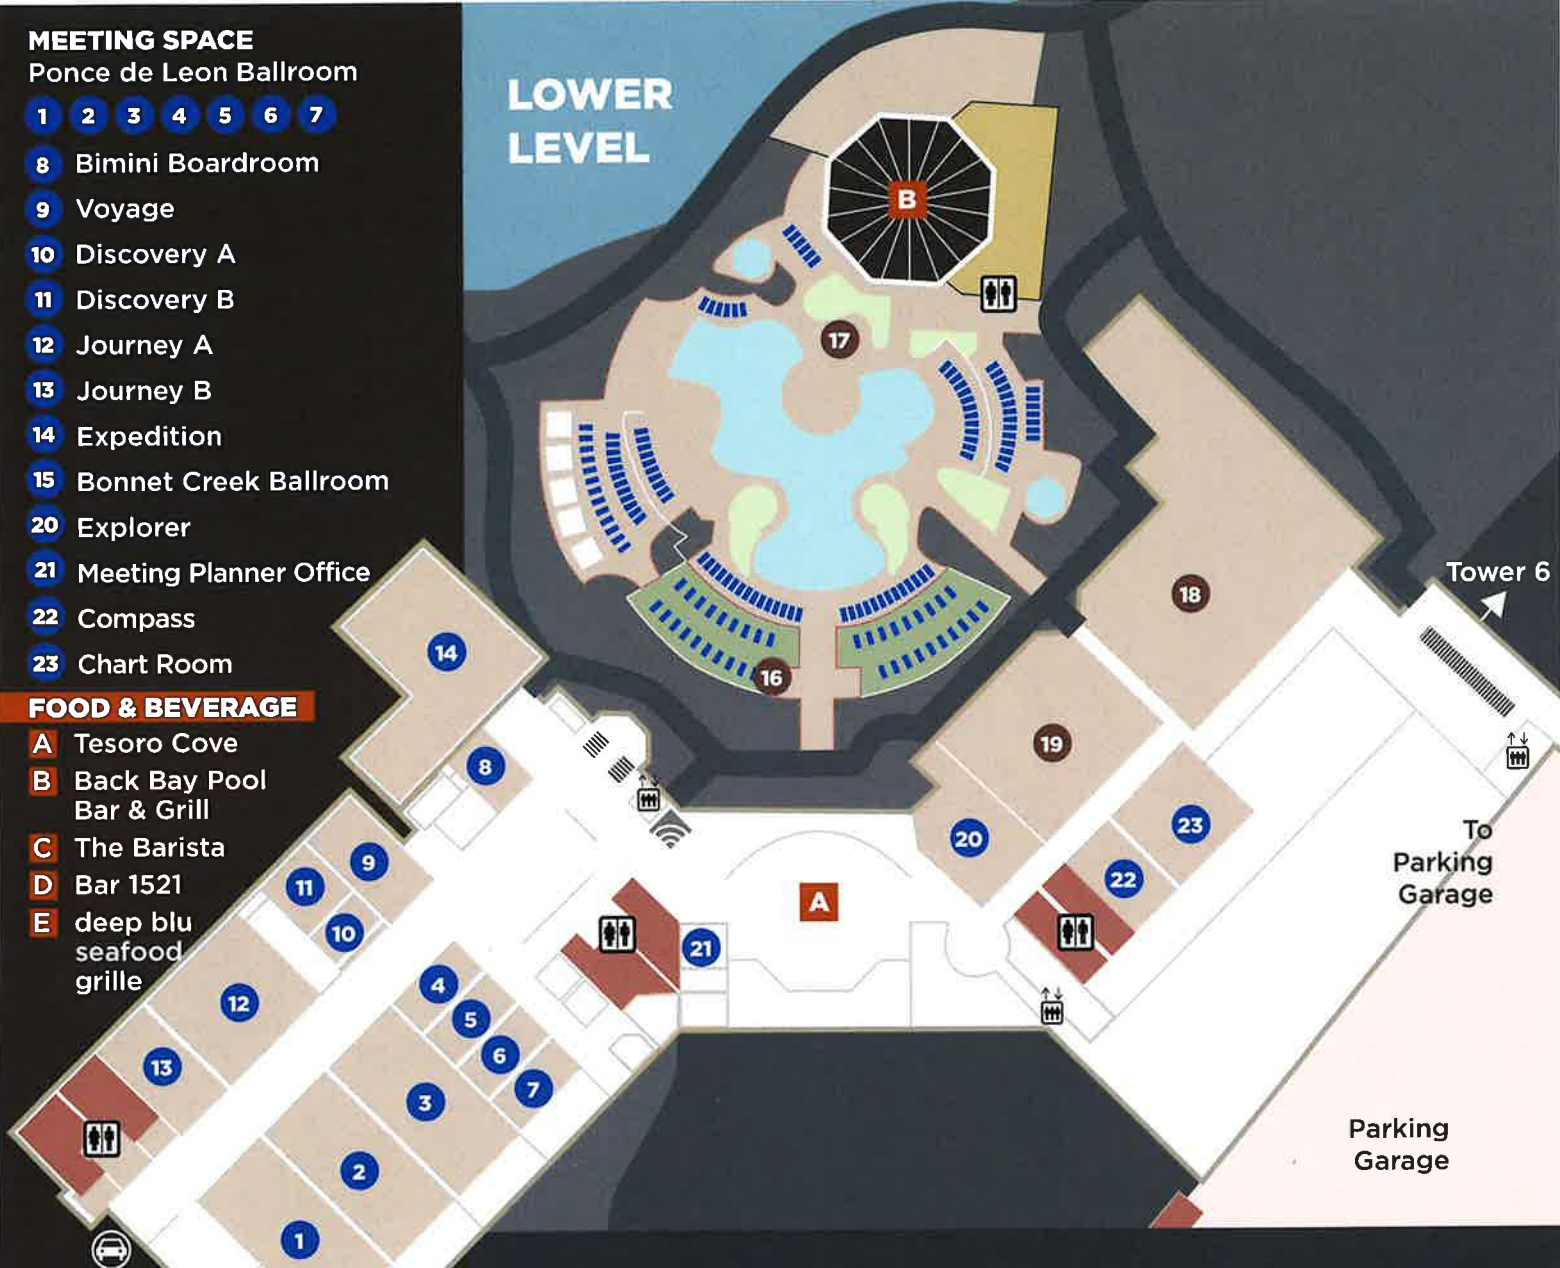 MEETING SPACE
Ponce de Leon Ballroom
1 2 3 4 5 6 7
8 Bimini Boardroom
9 Voyage
10 Discovery A
11 Discovery B
12 Journey A
13 Journey B
14 Expedition
15 Bonnet Creek Ballroom
20 Explorer
21 Meeting Planner Office
22 Compass
23 Chart Room
FOOD & BEVERAGE
A Tesoro Cove
B Back Bay Pool
Bar & Grill
C The Barista
D Bar 1521
E deep blu
seafood
grille
LOWER
LEVEL
B
17
18
Tower 6
14
16
19
8
20
23
To
Parking
Garage
9
11
22
A
10
21
4
12
5
6
13
7
3
Parking
Garage
2
1